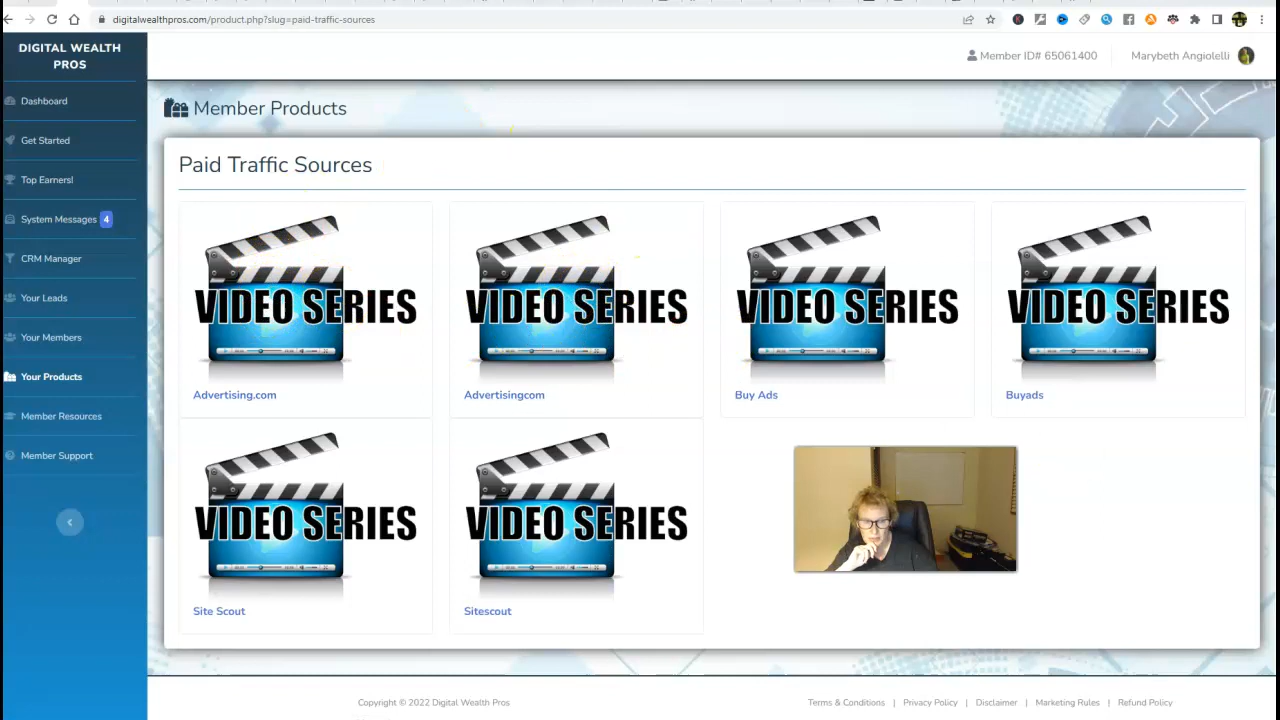 digitalwealthpros.com/product.php?slug=paid-traffic-sources
DIGITAL WEALTH
PROS
Member ID# 65061400
Marybeth Angiolelli
Dashboard
Get Started
Top Earners!
System Messages 4
CRM Manager
Your Leads
Your Members
Your Products
Member Resources
Member Support
Member Products
Paid Traffic Sources
VIDEO SERIES
Advertising.com
VIDEO SERIES
Advertisingcom
VIDEO SERIES
Buy Ads
VIDEO SERIES
Buyads
VIDEO SERIES
Site Scout
VIDEO SERIES
Sitescout
Copyright © 2022 Digital Wealth Pros
Terms & Conditions | Privacy Policy | Disclaimer | Marketing Rules | Refund Policy